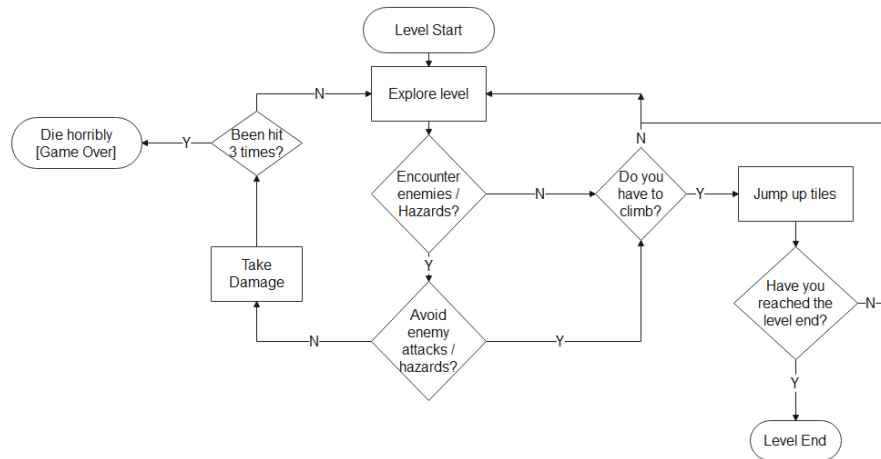 Level Start
Explore level
N
Been hit
3 times?
Y
Die horribly
[Game Over]
Encounter
enemies /
Hazards?
N
Do you
have to
climb?
N
Y
Jump up tiles
Take
Damage
Y
Avoid
enemy
attacks /
hazards?
N
Y
Have you
reached the
level end?
N
Y
Level End